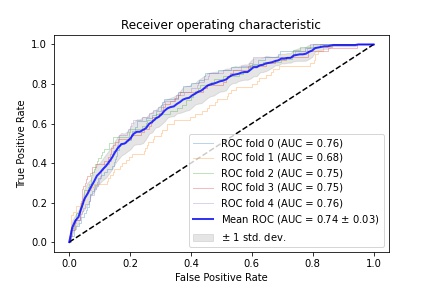 Receiver operating characteristic
True Positive Rate
1.0
0.8
0.6
0.4
0.2
0.0
ROC fold 0 (AUC = 0.76)
ROC fold 1 (AUC = 0.68)
ROC fold 2 (AUC = 0.75)
ROC fold 3 (AUC = 0.75)
ROC fold 4 (AUC = 0.76)
Mean ROC (AUC = 0.74 ± 0.03)
± 1 std. dev.
0.0 0.2 0.4 0.6 0.8 1.0
False Positive Rate